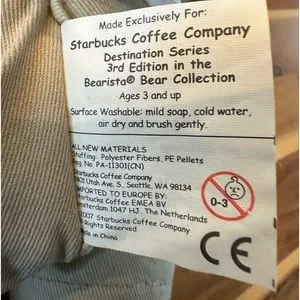 Made Exclusively For:
Starbucks Coffee Company
Destination Series
3rd Edition in the
Bearista® Bear Collection
Ages 3 and up
Surface Washable: mild soap, cold water,
air dry and brush gently.
ALL NEW MATERIALS
Stuffing: Polyester Fibers, PE Pellets
Reg. No. PA-11301(CN)
Starbucks Coffee Company
2401 Utah Ave. S., Seattle, WA 98134
IMPORTED TO EUROPE BY:
Starbucks Coffee EMEA BV
Amsterdam 1047 HJ, The Netherlands
2007 Starbucks Coffee Company
All Rights Reserved
Made in China
0-3
CE